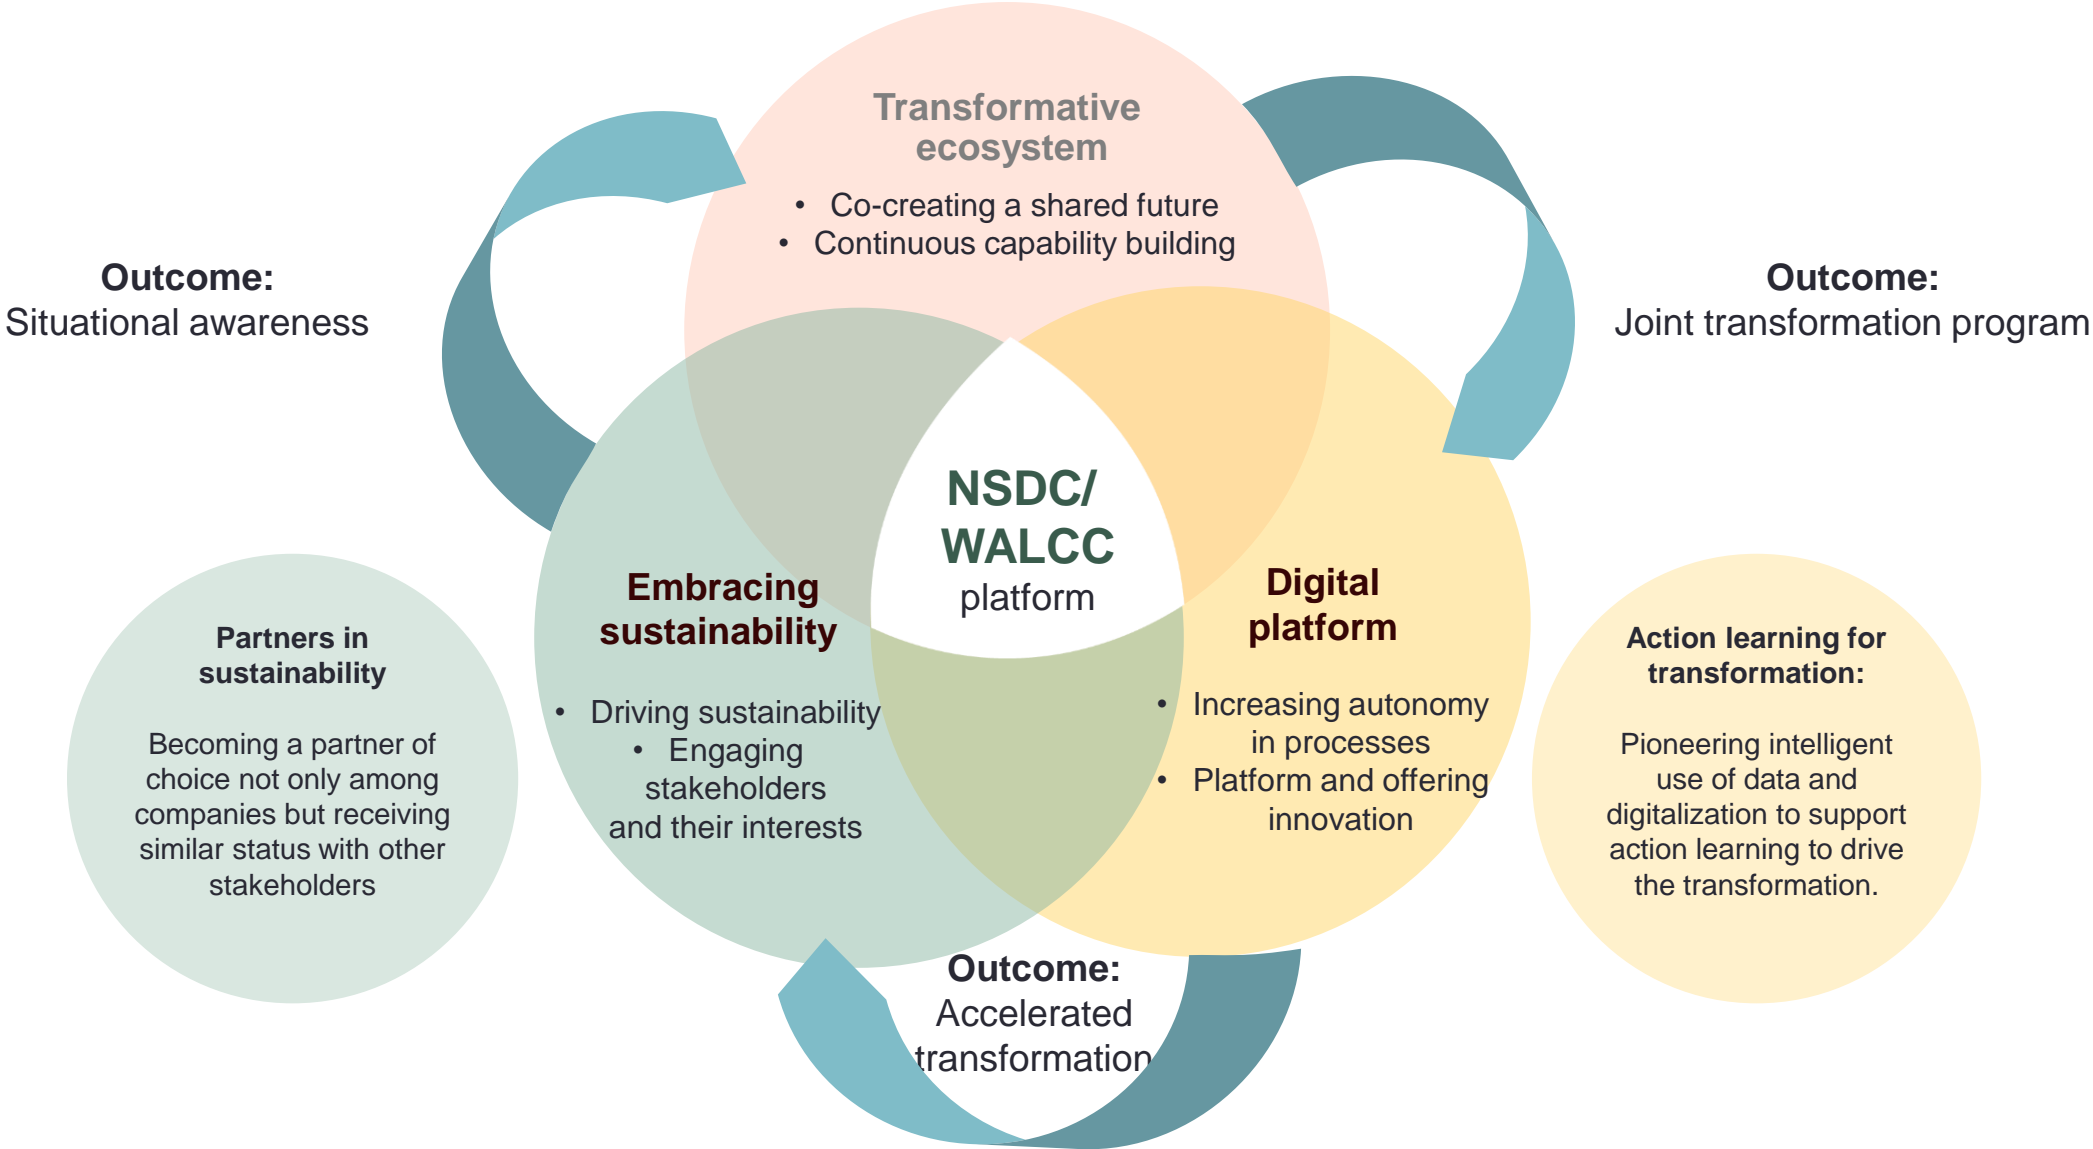 Transformative
ecosystem
• Co-creating a shared future
• Continuous capability building
Outcome:
Situational awareness
Outcome:
Joint transformation program
NSDC/
WALCC
platform
Embracing
sustainability
• Driving sustainability
• Engaging
stakeholders
and their interests
Digital
platform
• Increasing autonomy
in processes
• Platform and offering
innovation
Partners in
sustainability
Becoming a partner of
choice not only among
companies but receiving
similar status with other
stakeholders
Action learning for
transformation:
Pioneering intelligent
use of data and
digitalization to support
action learning to drive
the transformation.
Outcome:
Accelerated
transformation